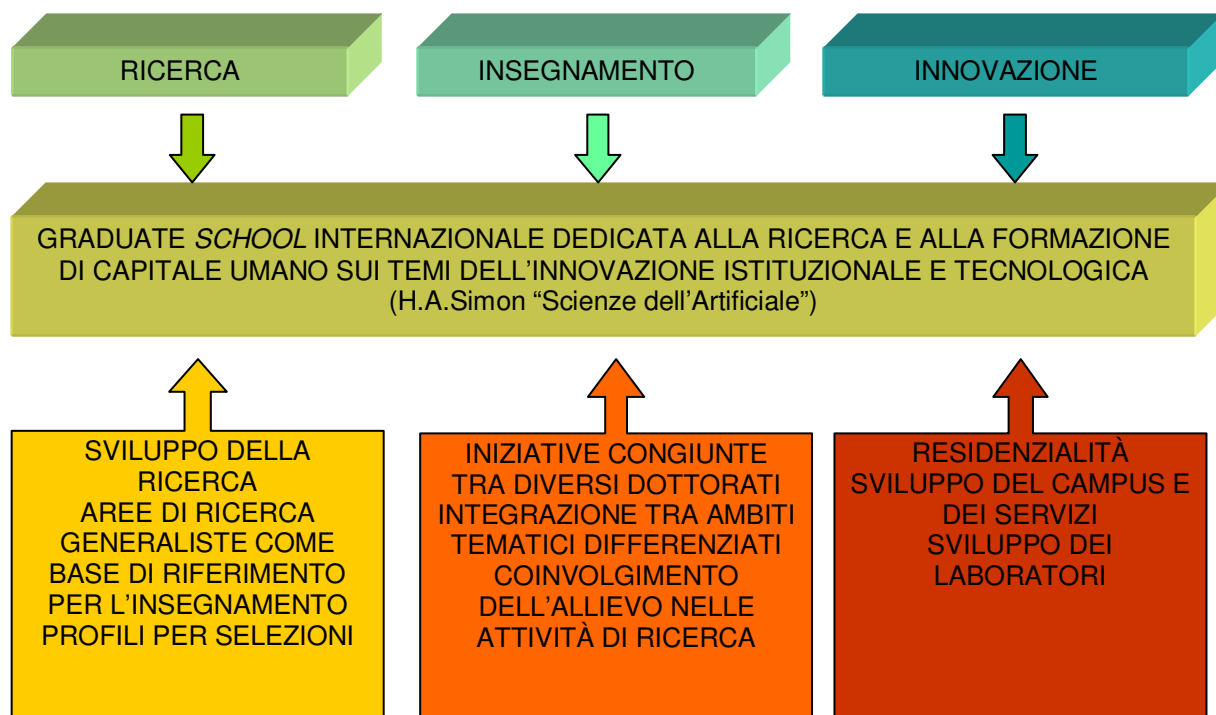 RICERCA
INSEGNAMENTO
INNOVAZIONE
GRADUATE SCHOOL INTERNAZIONALE DEDICATA ALLA RICERCA E ALLA FORMAZIONE
DI CAPITALE UMANO SUI TEMI DELL’INNOVAZIONE ISTITUZIONALE E TECNOLOGICA
(H.A.Simon “Scienze dell’Artificiale”)
SVILUPPO DELLA
RICERCA
AREE DI RICERCA
GENERALISTE COME
BASE DI RIFERIMENTO
PER L’INSEGNAMENTO
PROFILI PER SELEZIONI
INIZIATIVE CONGIUNTE
TRA DIVERSI DOTTORATI
INTEGRAZIONE TRA AMBITI
TEMATICI DIFFERENZIATI
COINVOLGIMENTO
DELL’ALLIEVO NELLE
ATTIVITÀ DI RICERCA
RESIDENZIALITÀ
SVILUPPO DEL CAMPUS E
DEI SERVIZI
SVILUPPO DEI
LABORATORI